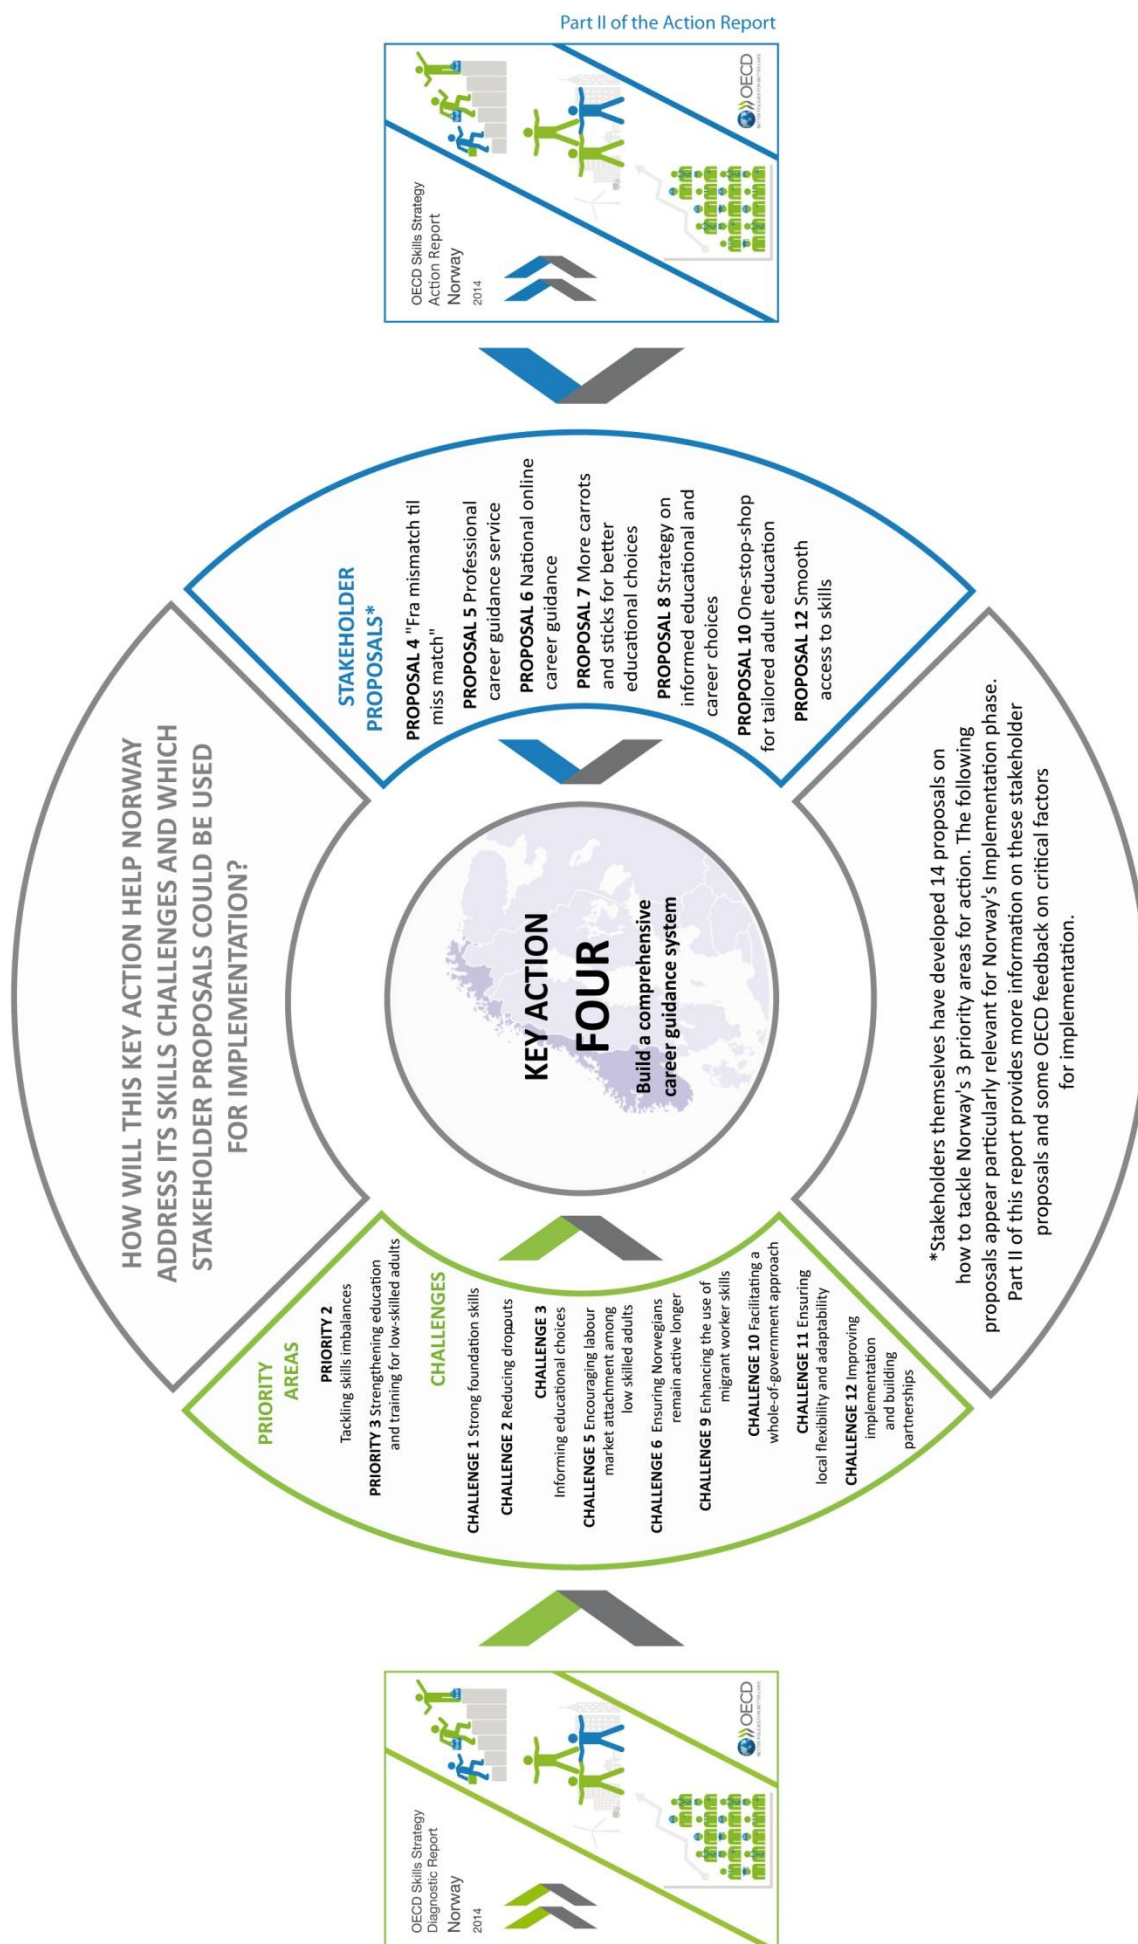 HOW WILL THIS KEY ACTION HELP NORWAY
ADDRESS ITS SKILLS CHALLENGES AND WHICH
STAKEHOLDER PROPOSALS COULD BE USED
FOR IMPLEMENTATION?
OECD Skills Strategy
Diagnostic Report
Norway
2014
OECD
BETTER POLICIES FOR BETTER LIVES
PRIORITY
AREAS
PRIORITY 2
Tackling skills imbalances
PRIORITY 3 Strengthening education
and training for low-skilled adults
CHALLENGES
CHALLENGE 1 Strong foundation skills
CHALLENGE 2 Reducing dropouts
CHALLENGE 3
Informing educational choices
CHALLENGE 5 Encouraging labour
market attachment among
low skilled adults
CHALLENGE 6 Ensuring Norwegians
remain active longer
CHALLENGE 9 Enhancing the use of
migrant worker skills
CHALLENGE 10 Facilitating a
whole-of-government approach
CHALLENGE 11 Ensuring
local flexibility and adaptability
CHALLENGE 12 Improving
implementation
and building
partnerships
KEY ACTION
FOUR
Build a comprehensive
career guidance system
STAKEHOLDER
PROPOSALS*
PROPOSAL 4 "Fra mismatch til
miss match"
PROPOSAL 5 Professional
career guidance service
PROPOSAL 6 National online
career guidance
PROPOSAL 7 More carrots
and sticks for better
educational choices
PROPOSAL 8 Strategy on
informed educational and
career choices
PROPOSAL 10 One-stop-shop
for tailored adult education
PROPOSAL 12 Smooth
access to skills
Part II of the Action Report
OECD Skills Strategy
Action Report
Norway
2014
OECD
BETTER POLICIES FOR BETTER LIVES
*Stakeholders themselves have developed 14 proposals on
how to tackle Norway's 3 priority areas for action. The following
proposals appear particularly relevant for Norway's Implementation phase.
Part II of this report provides more information on these stakeholder
proposals and some OECD feedback on critical factors
for implementation.